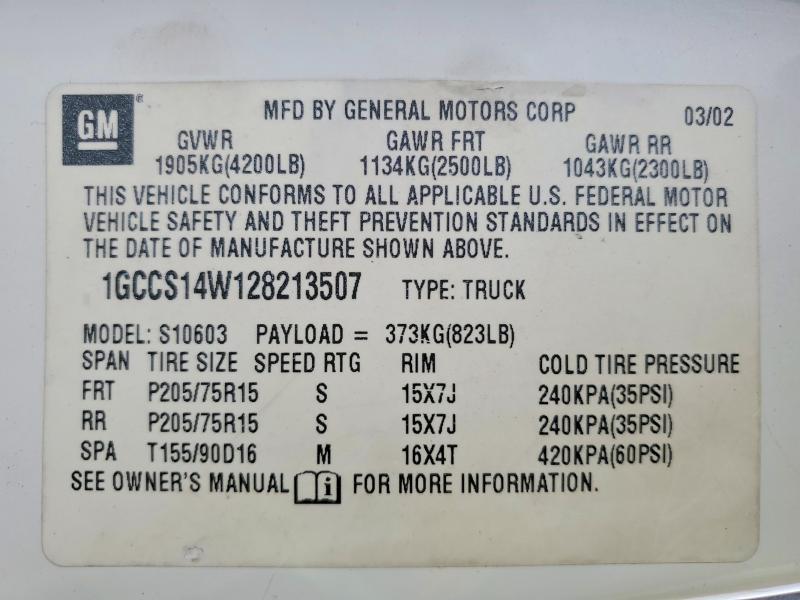 GM®
MFD BY GENERAL MOTORS CORP 03/02
GVWR GAWR FRT GAWR RR
1905KG(4200LB) 1134KG(2500LB) 1043KG(2300LB)
THIS VEHICLE CONFORMS TO ALL APPLICABLE U.S. FEDERAL MOTOR
VEHICLE SAFETY AND THEFT PREVENTION STANDARDS IN EFFECT ON
THE DATE OF MANUFACTURE SHOWN ABOVE.
1GCCS14W128213507 TYPE: TRUCK
MODEL: S10603 PAYLOAD = 373KG(823LB)
SPAN TIRE SIZE SPEED RTG RIM COLD TIRE PRESSURE
FRT P205/75R15 S 15X7J 240KPA(35PSI)
RR P205/75R15 S 15X7J 240KPA(35PSI)
SPA T155/90D16 M 16X4T 420KPA(60PSI)
SEE OWNER'S MANUAL i FOR MORE INFORMATION.